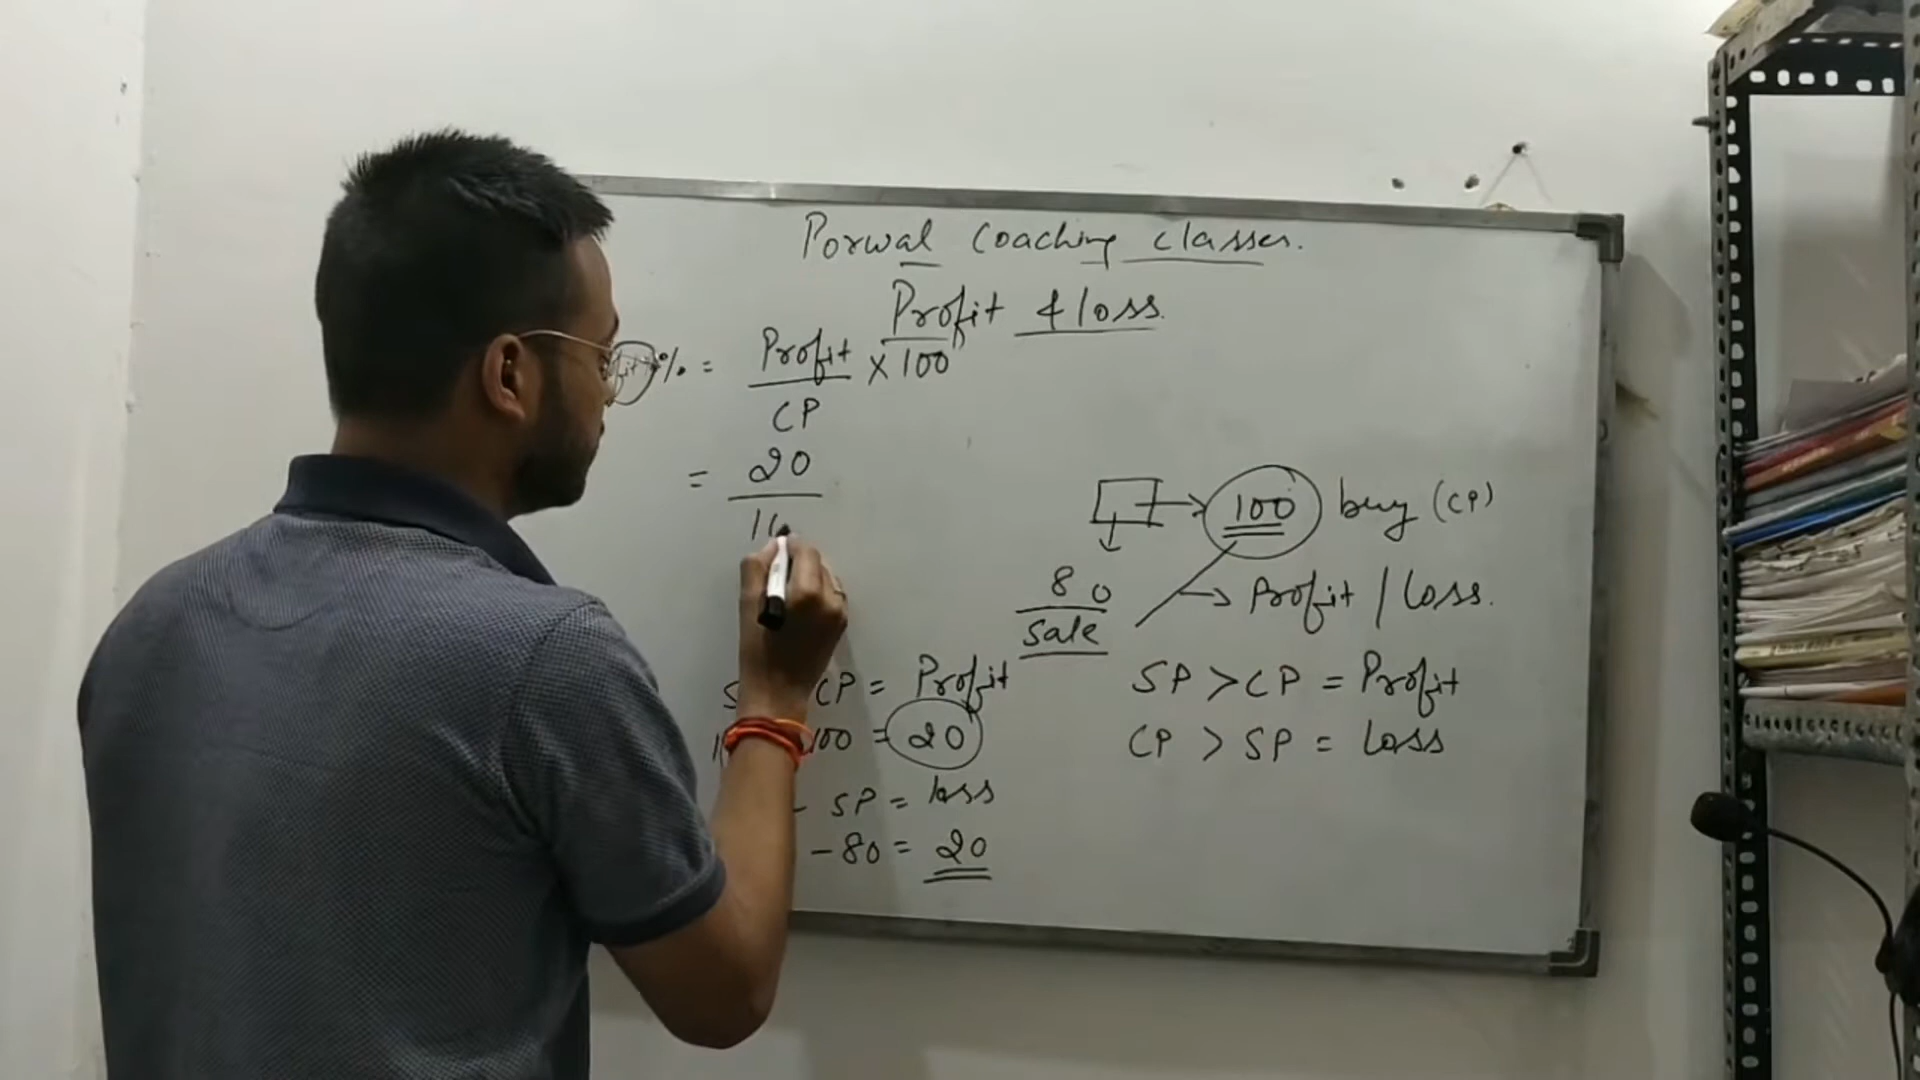 Porwal Coaching Classes.
Profit & loss.
% = Profit / CP × 100
= 20 / 10
100 buy (CP)
80
Sale
Profit / Loss.
CP = Profit
100 = 20
- SP = loss
- 80 = 20
SP > CP = Profit
CP > SP = Loss